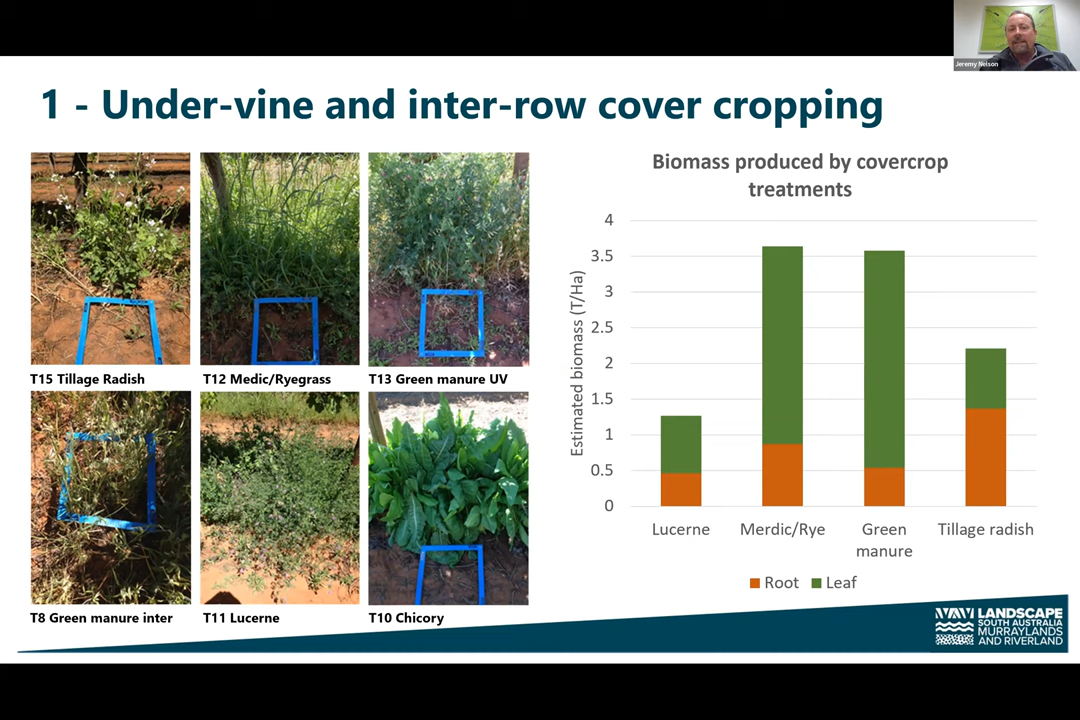 Jeremy Nelson
1 - Under-vine and inter-row cover cropping
T15 Tillage Radish
T12 Medic/Ryegrass
T13 Green manure UV
T8 Green manure inter
T11 Lucerne
T10 Chicory
Biomass produced by covercrop
treatments
Estimated biomass (T/Ha)
4
3.5
3
2.5
2
1.5
1
0.5
0
Lucerne
Merdic/Rye
Green
manure
Tillage radish
Root
Leaf
LANDSCAPE
SOUTH AUSTRALIA
MURRAYLANDS
AND RIVERLAND